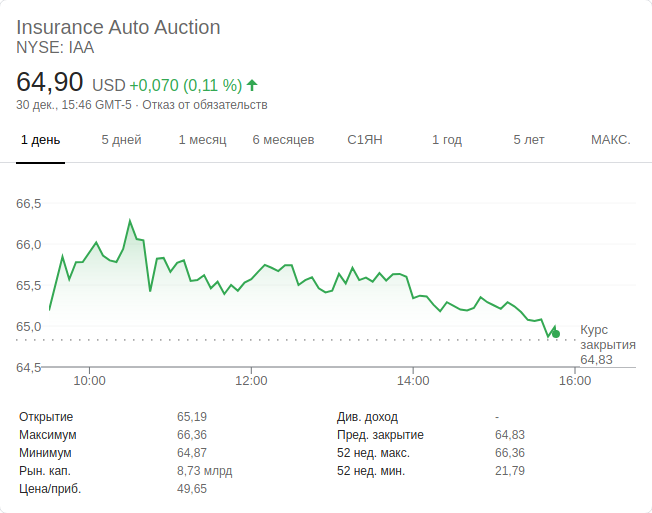 Insurance Auto Auction
NYSE: IAA
64,90 USD +0,070 (0,11 %)
30 дек., 15:46 GMT-5 · Отказ от обязательств
1 день 5 дней 1 месяц 6 месяцев С1ЯН 1 год 5 лет МАКС.
66,5
66,0
65,5
65,0
Курс
закрытия
64,83
64,5
10:00 12:00 14:00 16:00
Открытие 65,19 Див. доход -
Максимум 66,36 Пред. закрытие 64,83
Минимум 64,87 52 нед. макс. 66,36
Рын. кап. 8,73 млрд 52 нед. мин. 21,79
Цена/приб. 49,65